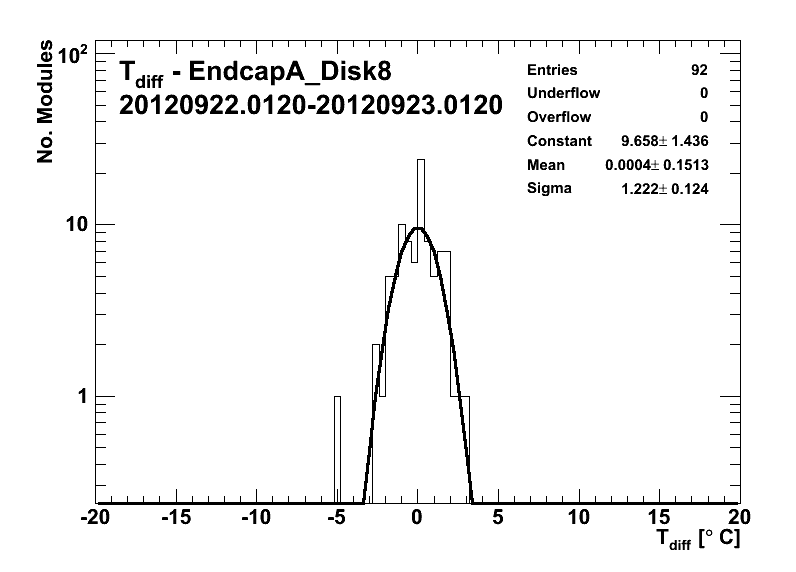 No. Modules
10²
10
1
T_diff - EndcapA_Disk8
20120922.0120-20120923.0120
Entries 92
Underflow 0
Overflow 0
Constant 9.658± 1.436
Mean 0.0004± 0.1513
Sigma 1.222± 0.124
-20 -15 -10 -5 0 5 10 15 20
T_diff [° C]